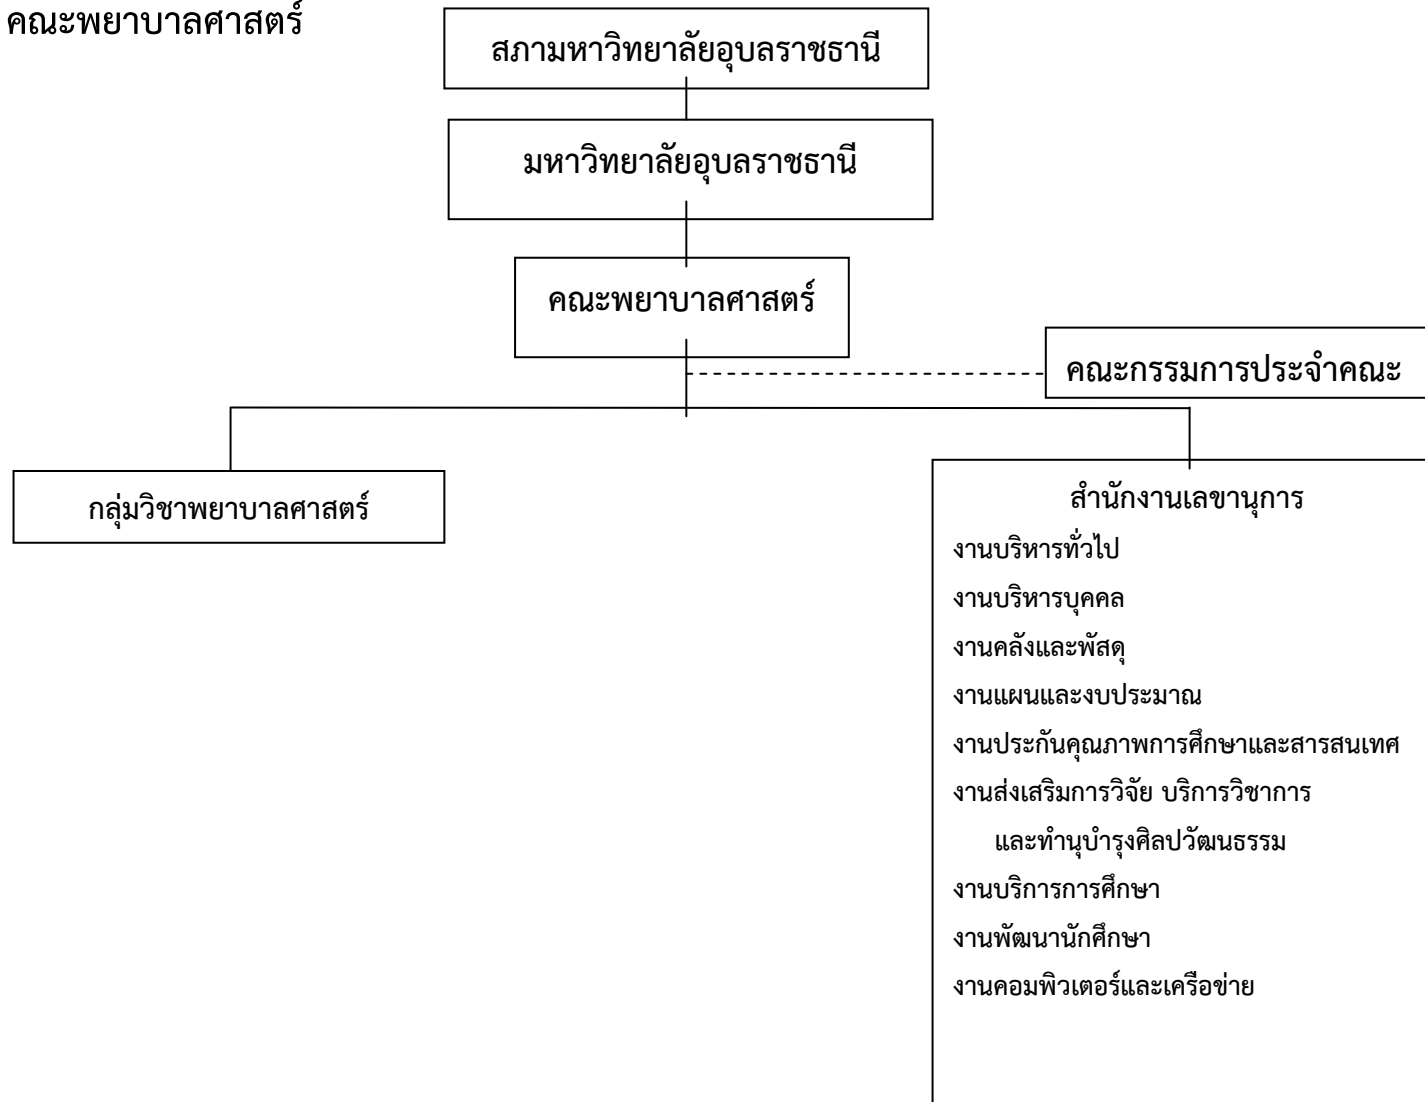 คณะพยาบาลศาสตร์
สภามหาวิทยาลัยอุบลราชธานี
มหาวิทยาลัยอุบลราชธานี
คณะพยาบาลศาสตร์
คณะกรรมการประจำคณะ
กลุ่มวิชาพยาบาลศาสตร์
สำนักงานเลขานุการ
งานบริหารทั่วไป
งานบริหารบุคคล
งานคลังและพัสดุ
งานแผนและงบประมาณ
งานประกันคุณภาพการศึกษาและสารสนเทศ
งานส่งเสริมการวิจัย บริการวิชาการ
และทำนุบำรุงศิลปวัฒนธรรม
งานบริการการศึกษา
งานพัฒนานักศึกษา
งานคอมพิวเตอร์และเครือข่าย